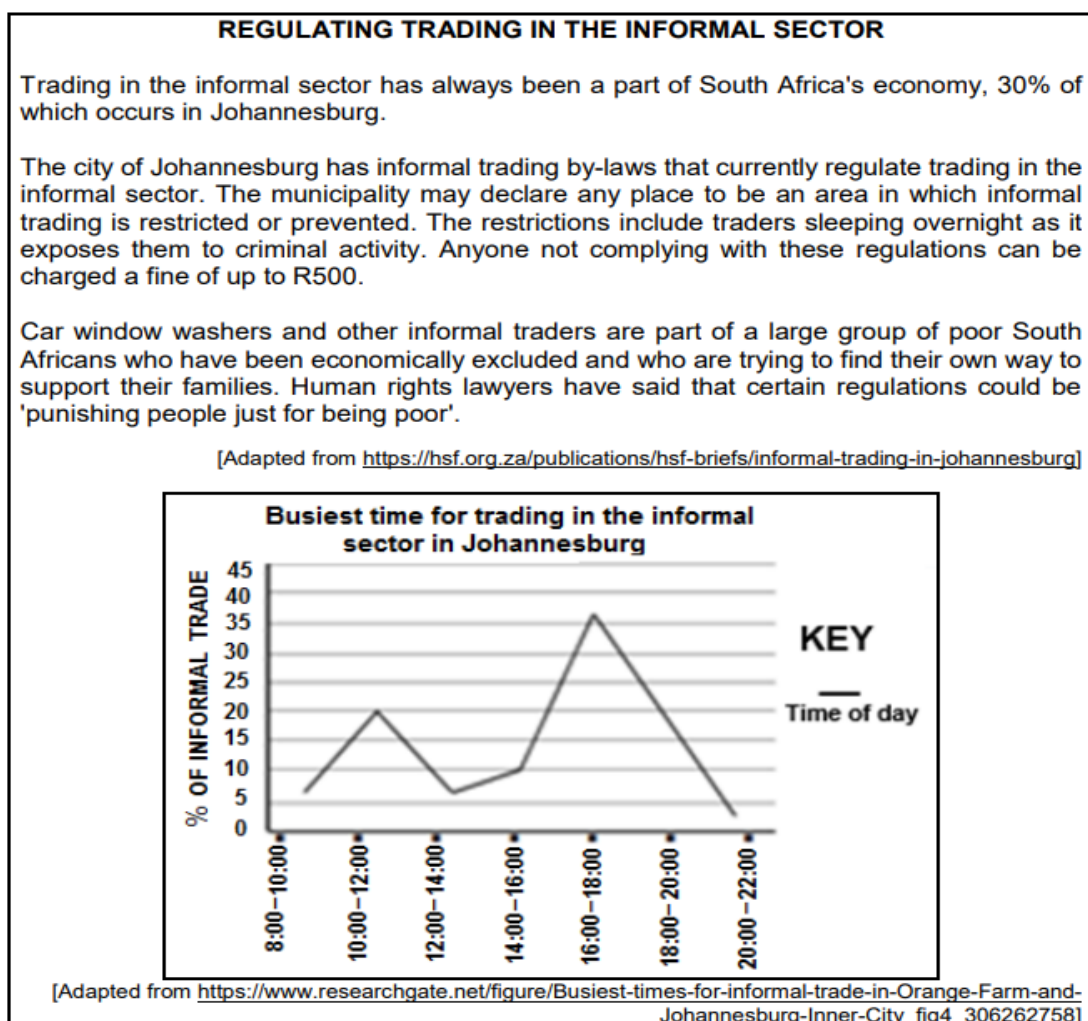 REGULATING TRADING IN THE INFORMAL SECTOR
Trading in the informal sector has always been a part of South Africa's economy, 30% of
which occurs in Johannesburg.
The city of Johannesburg has informal trading by-laws that currently regulate trading in the
informal sector. The municipality may declare any place to be an area in which informal
trading is restricted or prevented. The restrictions include traders sleeping overnight as it
exposes them to criminal activity. Anyone not complying with these regulations can be
charged a fine of up to R500.
Car window washers and other informal traders are part of a large group of poor South
Africans who have been economically excluded and who are trying to find their own way to
support their families. Human rights lawyers have said that certain regulations could be
'punishing people just for being poor'.
[Adapted from https://hsf.org.za/publications/hsf-briefs/informal-trading-in-johannesburg]
Busiest time for trading in the informal
sector in Johannesburg
% OF INFORMAL TRADE
45
40
35
30
25
20
15
10
5
0
KEY
Time of day
8:00–10:00
10:00–12:00
12:00–14:00
14:00–16:00
16:00–18:00
18:00–20:00
20:00–22:00
[Adapted from https://www.researchgate.net/figure/Busiest-times-for-informal-trade-in-Orange-Farm-and-
Johannesburg-Inner-City_fig4_306262758]